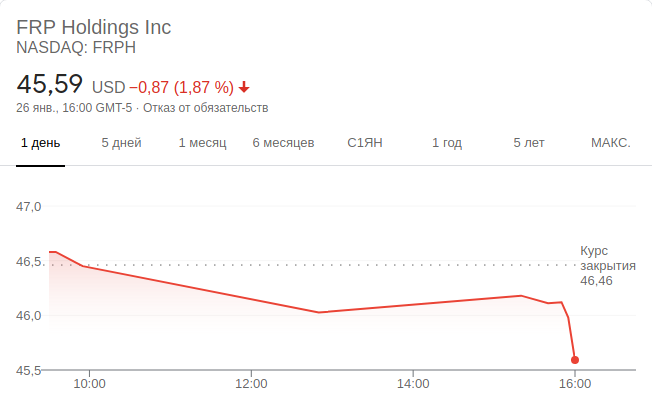 FRP Holdings Inc
NASDAQ: FRPH
45,59 USD −0,87 (1,87 %)
26 янв., 16:00 GMT-5 · Отказ от обязательств
1 день 5 дней 1 месяц 6 месяцев С1ЯН 1 год 5 лет МАКС.
47,0
46,5
46,0
45,5
Курс
закрытия
46,46
10:00 12:00 14:00 16:00